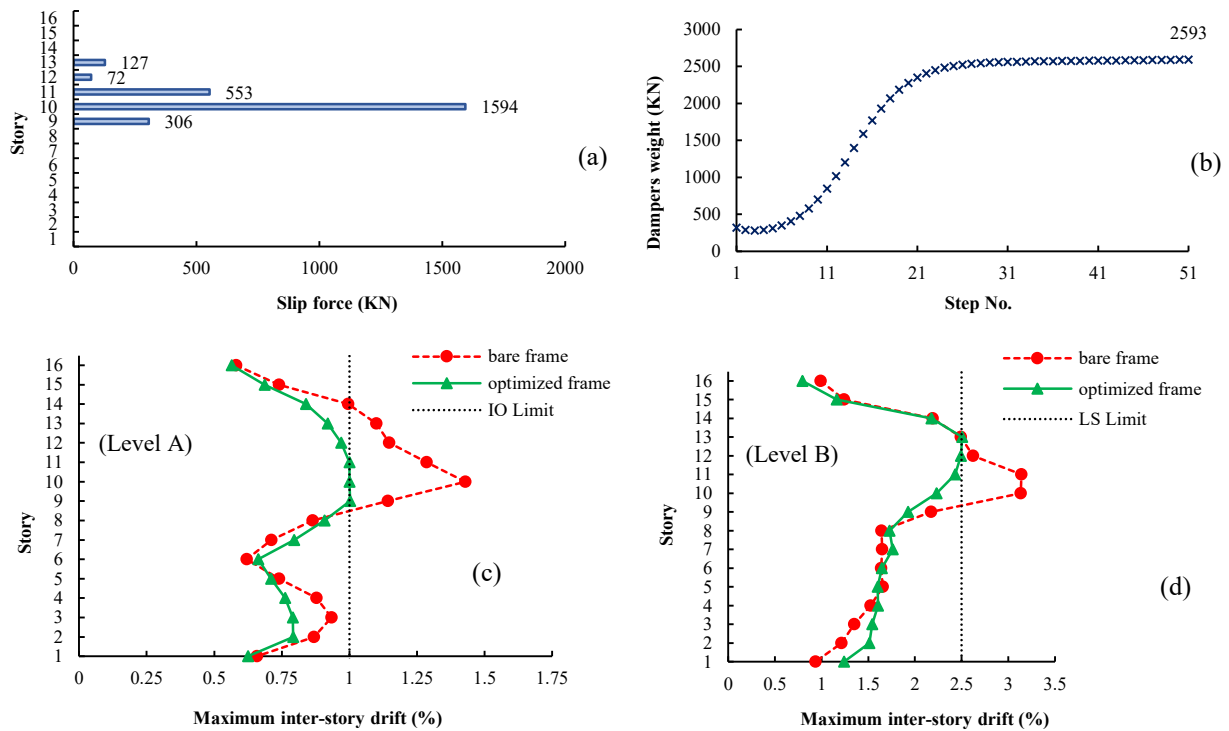 16
15
14
13
12
11
10
9
8
7
6
5
4
3
2
1
Story
127
72
553
1594
306
(a)
0 500 1000 1500 2000
Slip force (KN)
3000
2500
2000
1500
1000
500
0
Dampers weight (KN)
2593
(b)
1 11 21 31 41 51
Step No.
16
15
14
13
12
11
10
9
8
7
6
5
4
3
2
1
Story
bare frame
optimized frame
IO Limit
(Level A)
(c)
0 0.25 0.5 0.75 1 1.25 1.5 1.75
Maximum inter-story drift (%)
16
15
14
13
12
11
10
9
8
7
6
5
4
3
2
1
Story
bare frame
optimized frame
LS Limit
(Level B)
(d)
0 0.5 1 1.5 2 2.5 3 3.5
Maximum inter-story drift (%)